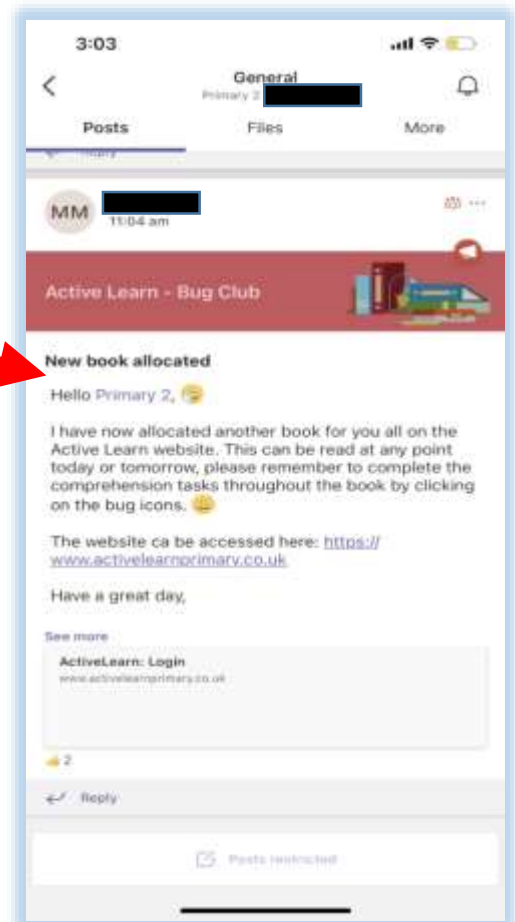 3:03
General
Primary 2
Posts
Files
More
Reply
MM
11:04 am
Active Learn - Bug Club
New book allocated
Hello Primary 2,
I have now allocated another book for you all on the
Active Learn website. This can be read at any point
today or tomorrow, please remember to complete the
comprehension tasks throughout the book by clicking
on the bug icons.
The website ca be accessed here: https://
www.activelearnprimary.co.uk
Have a great day,
See more
ActiveLearn: Login
www.activelearnprimary.co.uk
2
Reply
Posts restricted